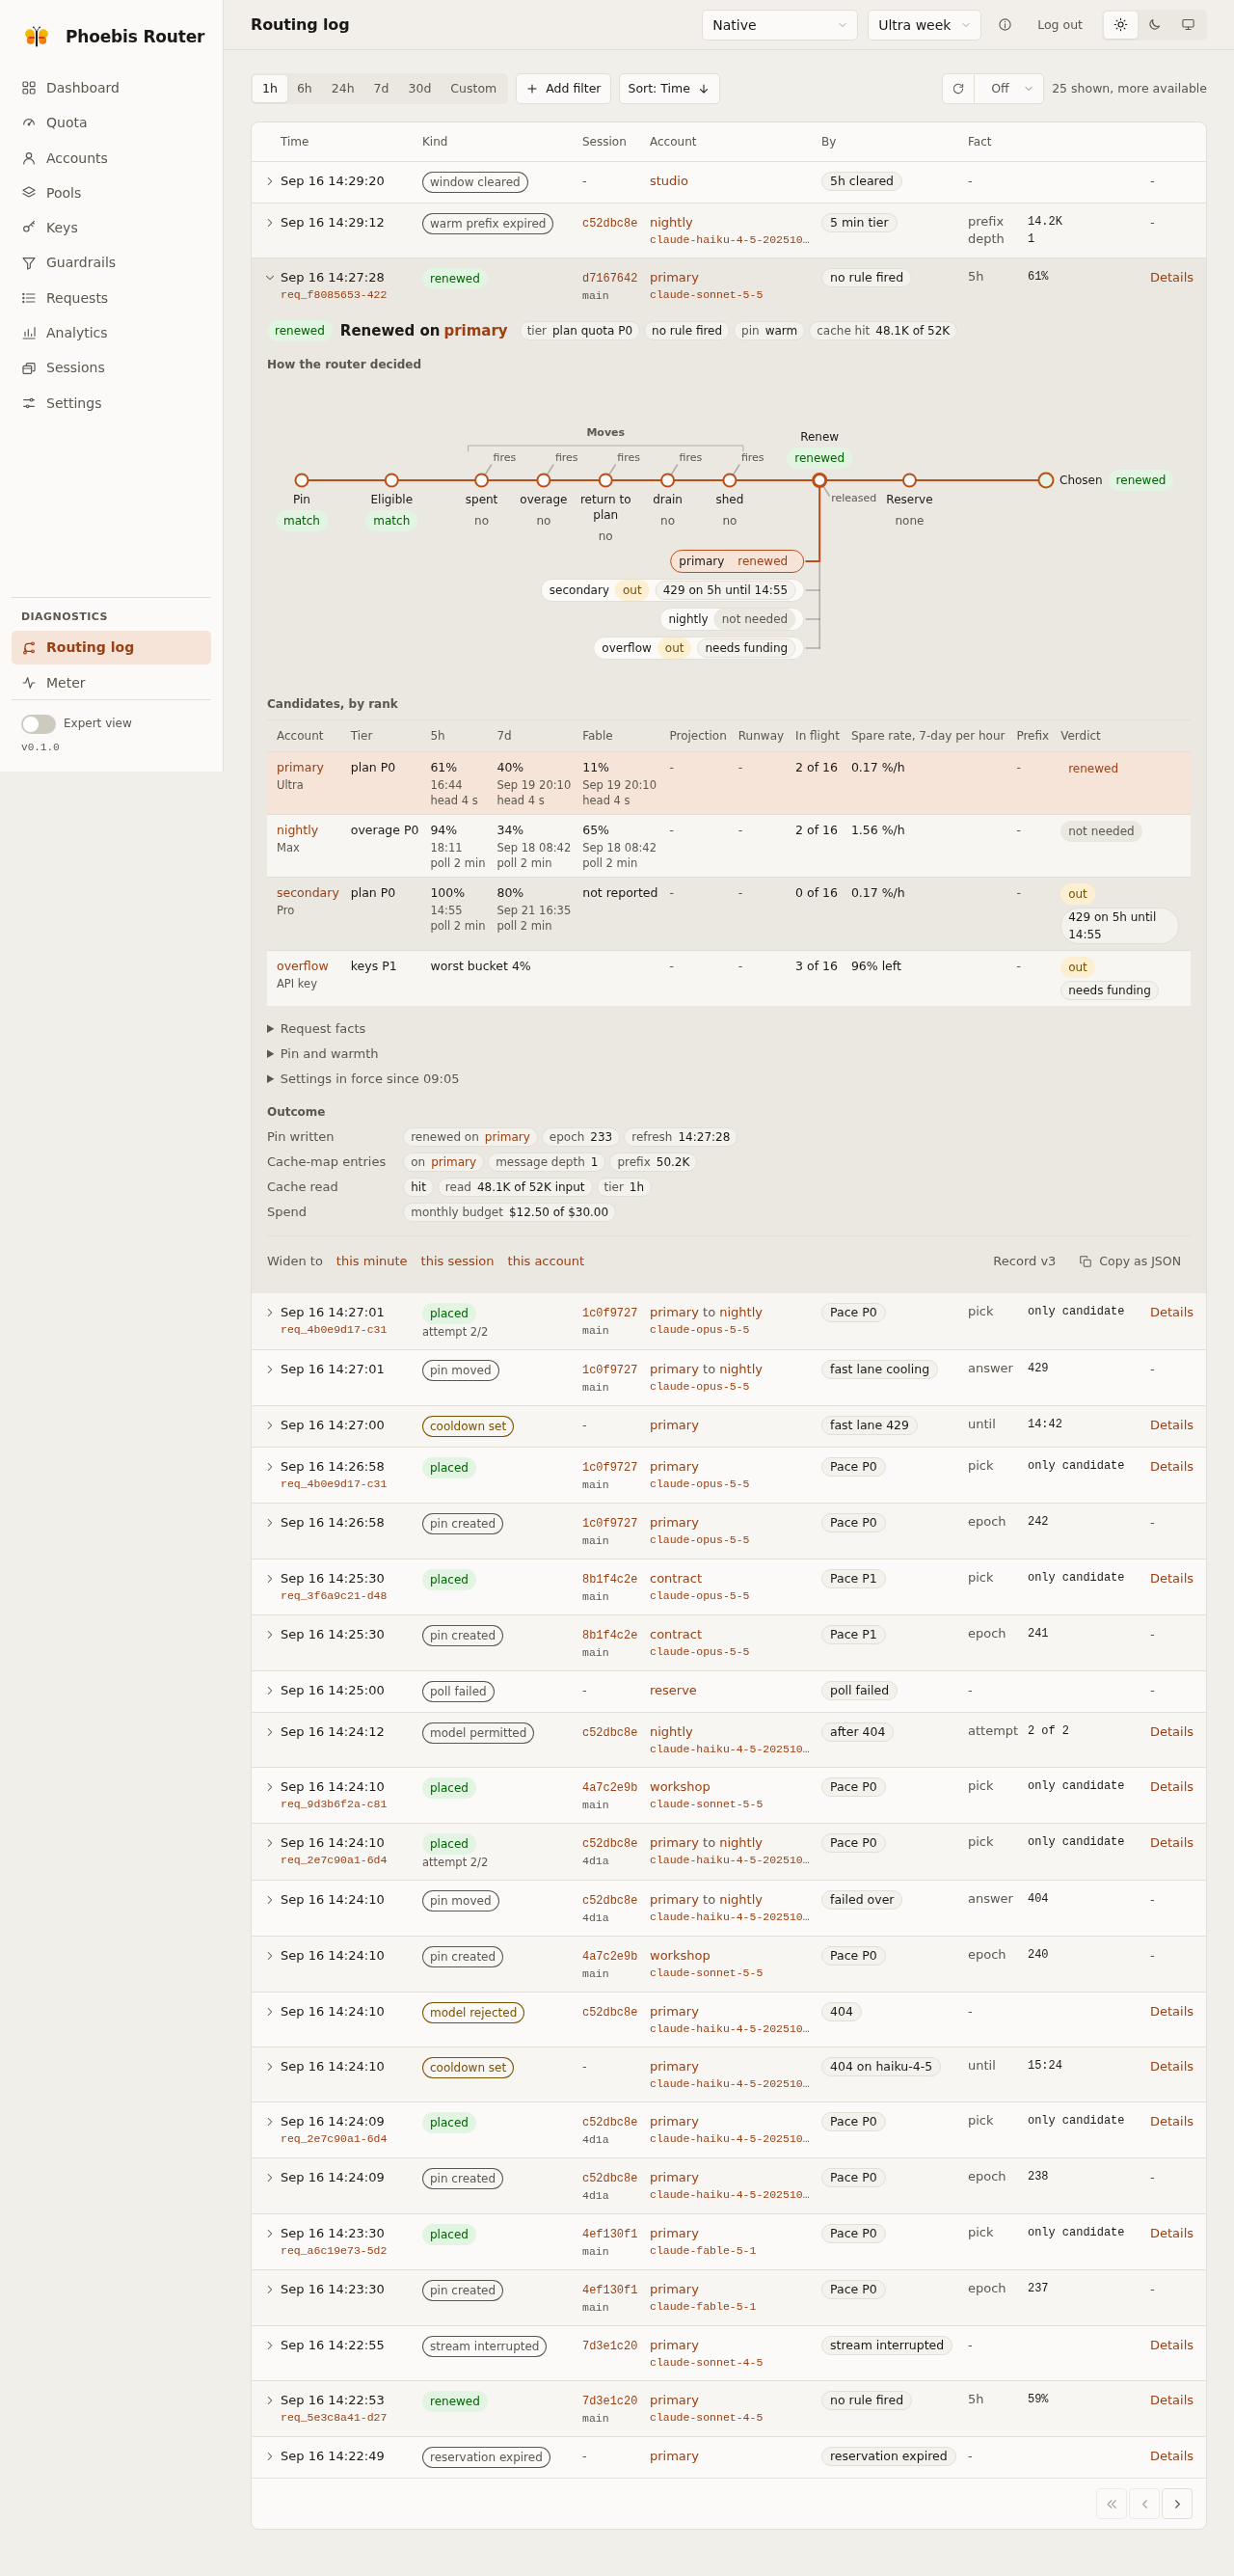 Phoebis Router
Dashboard
Quota
Accounts
Pools
Keys
Guardrails
Requests
Analytics
Sessions
Settings
DIAGNOSTICS
Routing log
Meter
Expert view
v0.1.0
Routing log
Native
Ultra week
Log out
1h 6h 24h 7d 30d Custom
Add filter
Sort: Time
Off
25 shown, more available
Time Kind Session Account By Fact
Sep 16 14:29:20 window cleared - studio 5h cleared - -
Sep 16 14:29:12 warm prefix expired c52dbc8e nightly 5 min tier prefix 14.2K -
claude-haiku-4-5-202510… depth 1
Sep 16 14:27:28 renewed d7167642 primary no rule fired 5h 61% Details
req_f8085653-422 main claude-sonnet-5-5
renewed Renewed on primary tier plan quota P0 no rule fired pin warm cache hit 48.1K of 52K
How the router decided
Moves
Renew
fires fires fires fires fires
renewed
Chosen renewed
Pin Eligible spent overage return to plan drain shed released Reserve
match match no no no no no none
primary renewed
secondary out 429 on 5h until 14:55
nightly not needed
overflow out needs funding
Candidates, by rank
Account Tier 5h 7d Fable Projection Runway In flight Spare rate, 7-day per hour Prefix Verdict
primary plan P0 61% 40% 11% - - 2 of 16 0.17 %/h - renewed
Ultra 16:44 Sep 19 20:10 Sep 19 20:10
head 4 s head 4 s head 4 s
nightly overage P0 94% 34% 65% - - 2 of 16 1.56 %/h - not needed
Max 18:11 Sep 18 08:42 Sep 18 08:42
poll 2 min poll 2 min poll 2 min
secondary plan P0 100% 80% not reported - - 0 of 16 0.17 %/h - out
Pro 14:55 Sep 21 16:35 429 on 5h until
poll 2 min poll 2 min 14:55
overflow keys P1 worst bucket 4% - - 3 of 16 96% left - out
API key needs funding
Request facts
Pin and warmth
Settings in force since 09:05
Outcome
Pin written renewed on primary epoch 233 refresh 14:27:28
Cache-map entries on primary message depth 1 prefix 50.2K
Cache read hit read 48.1K of 52K input tier 1h
Spend monthly budget $12.50 of $30.00
Widen to this minute this session this account Record v3 Copy as JSON
Sep 16 14:27:01 placed 1c0f9727 primary to nightly Pace P0 pick only candidate Details
req_4b0e9d17-c31 attempt 2/2 main claude-opus-5-5
Sep 16 14:27:01 pin moved 1c0f9727 primary to nightly fast lane cooling answer 429 -
main claude-opus-5-5
Sep 16 14:27:00 cooldown set - primary fast lane 429 until 14:42 Details
Sep 16 14:26:58 placed 1c0f9727 primary Pace P0 pick only candidate Details
req_4b0e9d17-c31 main claude-opus-5-5
Sep 16 14:26:58 pin created 1c0f9727 primary Pace P0 epoch 242 -
main claude-opus-5-5
Sep 16 14:25:30 placed 8b1f4c2e contract Pace P1 pick only candidate Details
req_3f6a9c21-d48 main claude-opus-5-5
Sep 16 14:25:30 pin created 8b1f4c2e contract Pace P1 epoch 241 -
main claude-opus-5-5
Sep 16 14:25:00 poll failed - reserve poll failed - -
Sep 16 14:24:12 model permitted c52dbc8e nightly after 404 attempt 2 of 2 Details
claude-haiku-4-5-202510…
Sep 16 14:24:10 placed 4a7c2e9b workshop Pace P0 pick only candidate Details
req_9d3b6f2a-c81 main claude-sonnet-5-5
Sep 16 14:24:10 placed c52dbc8e primary to nightly Pace P0 pick only candidate Details
req_2e7c90a1-6d4 attempt 2/2 4d1a claude-haiku-4-5-202510…
Sep 16 14:24:10 pin moved c52dbc8e primary to nightly failed over answer 404 -
4d1a claude-haiku-4-5-202510…
Sep 16 14:24:10 pin created 4a7c2e9b workshop Pace P0 epoch 240 -
main claude-sonnet-5-5
Sep 16 14:24:10 model rejected c52dbc8e primary 404 - Details
claude-haiku-4-5-202510…
Sep 16 14:24:10 cooldown set - primary 404 on haiku-4-5 until 15:24 Details
claude-haiku-4-5-202510…
Sep 16 14:24:09 placed c52dbc8e primary Pace P0 pick only candidate Details
req_2e7c90a1-6d4 4d1a claude-haiku-4-5-202510…
Sep 16 14:24:09 pin created c52dbc8e primary Pace P0 epoch 238 -
4d1a claude-haiku-4-5-202510…
Sep 16 14:23:30 placed 4ef130f1 primary Pace P0 pick only candidate Details
req_a6c19e73-5d2 main claude-fable-5-1
Sep 16 14:23:30 pin created 4ef130f1 primary Pace P0 epoch 237 -
main claude-fable-5-1
Sep 16 14:22:55 stream interrupted 7d3e1c20 primary stream interrupted - Details
claude-sonnet-4-5
Sep 16 14:22:53 renewed 7d3e1c20 primary no rule fired 5h 59% Details
req_5e3c8a41-d27 main claude-sonnet-4-5
Sep 16 14:22:49 reservation expired - primary reservation expired - Details